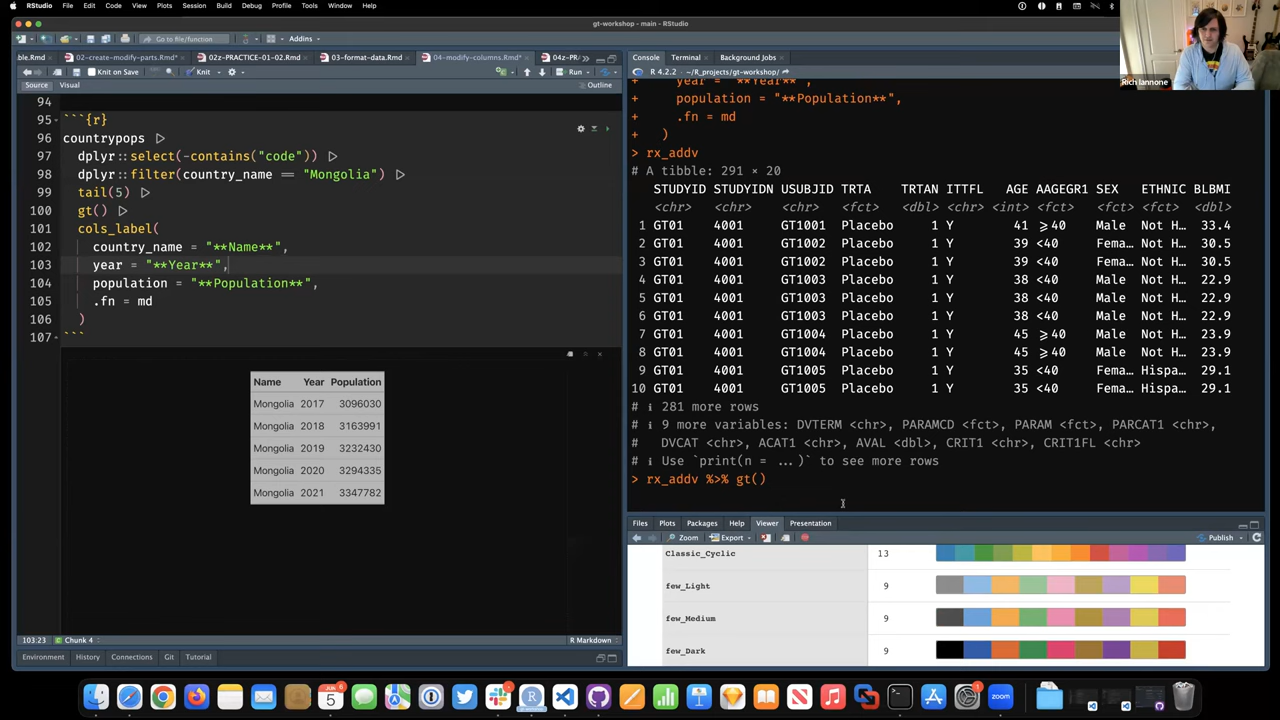 RStudio File Edit Code View Plots Session Build Debug Profile Tools Window Help
gt-workshop - main - RStudio
Go to file/function Addins
ble.Rmd 02-create-modify-parts.Rmd* 02z-PRACTICE-01-02.Rmd 03-format-data.Rmd 04-modify-columns.Rmd* 04z-PR
Knit on Save Knit Run
Source Visual Outline
94
95 ```{r}
96 countrypops |>
97 dplyr::select(-contains("code")) |>
98 dplyr::filter(country_name == "Mongolia") |>
99 tail(5) |>
100 gt() |>
101 cols_label(
102 country_name = "**Name**",
103 year = "**Year**",
104 population = "**Population**",
105 .fn = md
106 )
107 ```
Name Year Population
Mongolia 2017 3096030
Mongolia 2018 3163991
Mongolia 2019 3232430
Mongolia 2020 3294335
Mongolia 2021 3347782
103:23 Chunk 4 R Markdown
Environment History Connections Git Tutorial
Console Terminal Background Jobs
R 4.2.2 · ~/R_projects/gt-workshop/
+ year = "**Year**",
+ population = "**Population**",
+ .fn = md
+ )
> rx_addv
# A tibble: 291 × 20
STUDYID STUDYIDN USUBJID TRTA TRTAN ITTFL AGE AAGEGR1 SEX ETHNIC BLBMI
<chr> <chr> <chr> <fct> <dbl> <chr> <int> <fct> <fct> <fct> <dbl>
1 GT01 4001 GT1001 Placebo 1 Y 41 ≥40 Male Not H… 33.4
2 GT01 4001 GT1002 Placebo 1 Y 39 <40 Fema… Not H… 30.5
3 GT01 4001 GT1002 Placebo 1 Y 39 <40 Fema… Not H… 30.5
4 GT01 4001 GT1003 Placebo 1 Y 38 <40 Male Not H… 22.9
5 GT01 4001 GT1003 Placebo 1 Y 38 <40 Male Not H… 22.9
6 GT01 4001 GT1003 Placebo 1 Y 38 <40 Male Not H… 22.9
7 GT01 4001 GT1004 Placebo 1 Y 45 ≥40 Male Not H… 23.9
8 GT01 4001 GT1004 Placebo 1 Y 45 ≥40 Male Not H… 23.9
9 GT01 4001 GT1005 Placebo 1 Y 35 <40 Fema… Hispa… 29.1
10 GT01 4001 GT1005 Placebo 1 Y 35 <40 Fema… Hispa… 29.1
# ℹ 281 more rows
# ℹ 9 more variables: DVTERM <chr>, PARAMCD <fct>, PARAM <fct>, PARCAT1 <chr>,
# DVCAT <chr>, ACAT1 <chr>, AVAL <dbl>, CRIT1 <chr>, CRIT1FL <chr>
# ℹ Use `print(n = ...)` to see more rows
> rx_addv %>% gt()
Files Plots Packages Help Viewer Presentation
Zoom Export Publish
Classic_Cyclic 13
few_Light 9
few_Medium 9
few_Dark 9
Rich Iannone
JUN 5
zoom